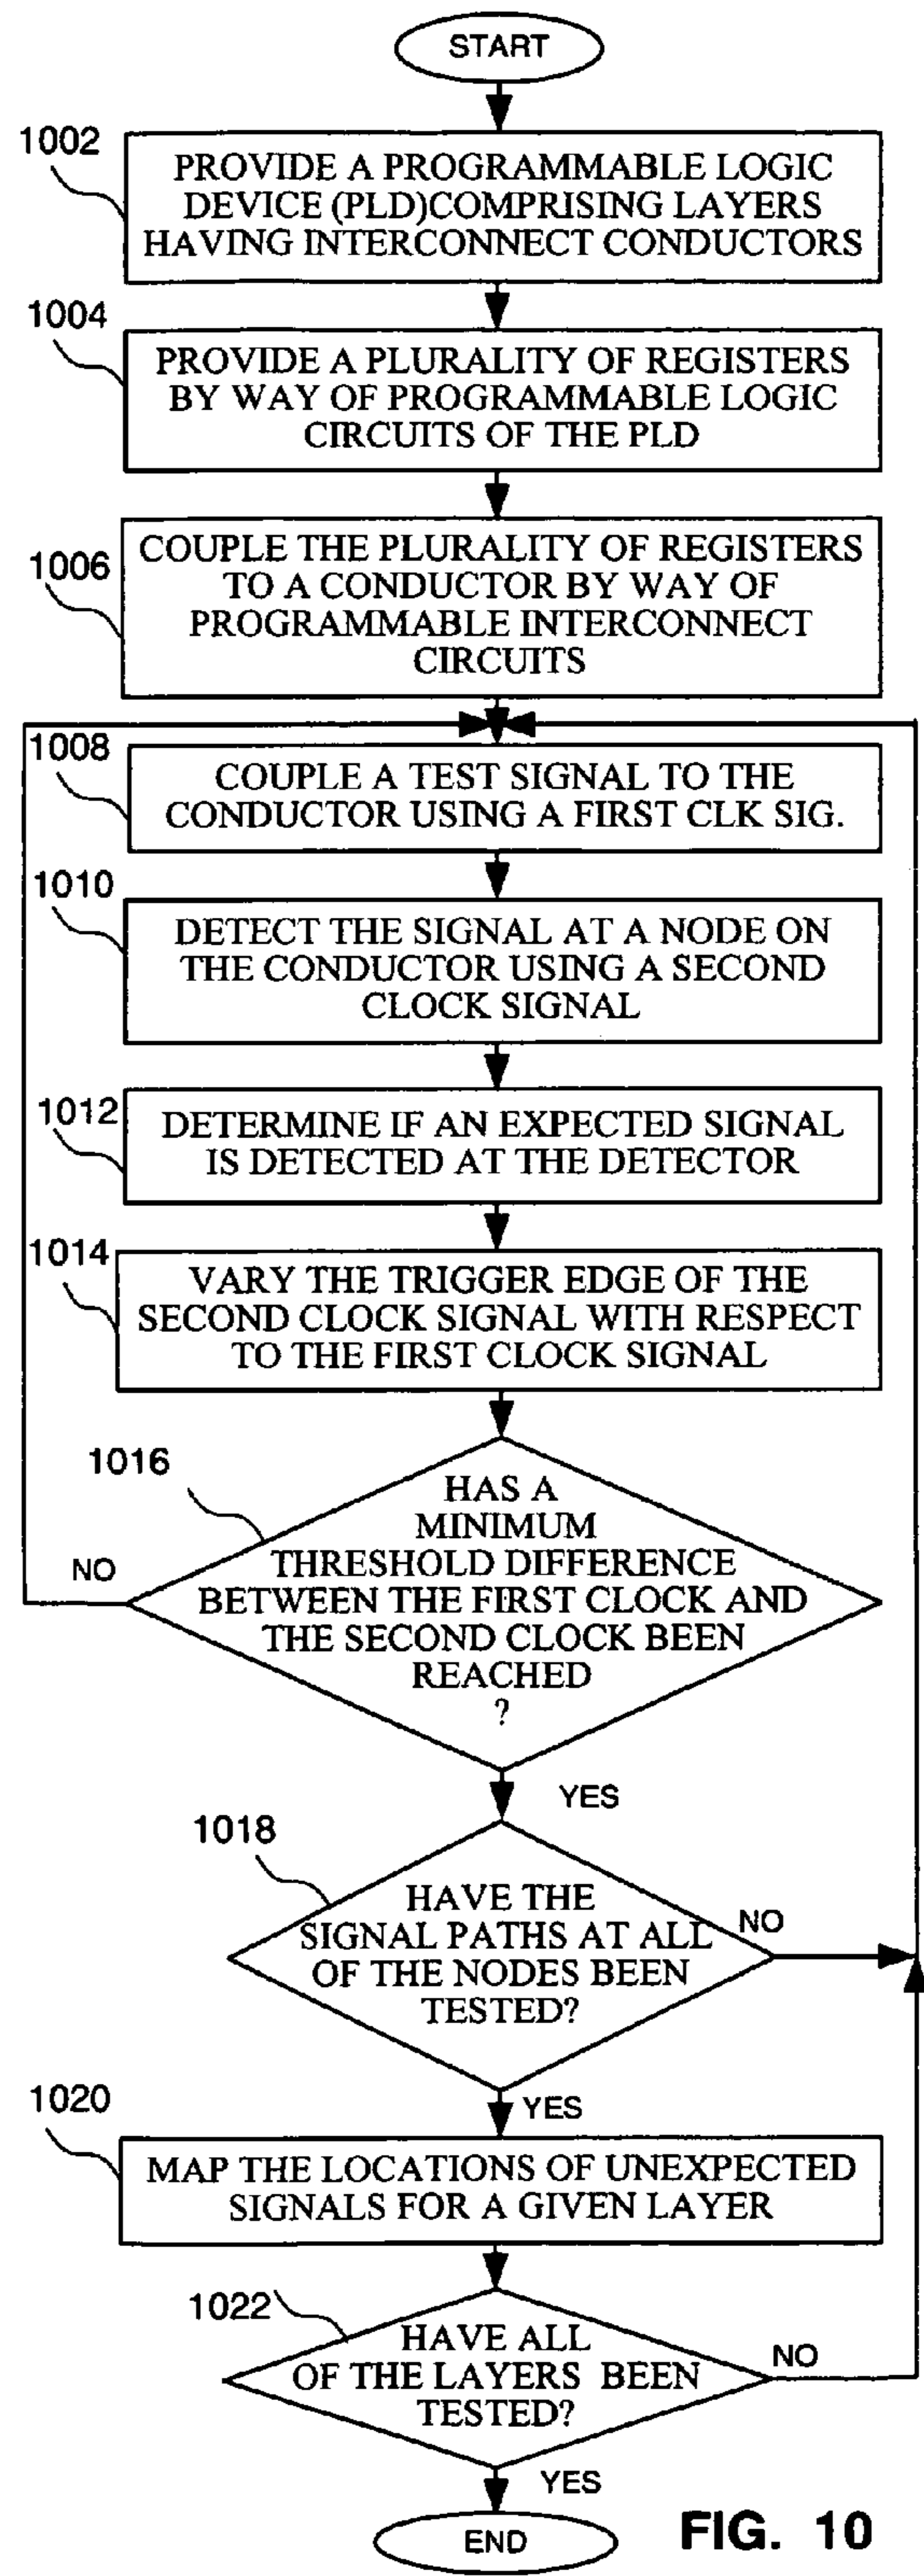 START
1002
PROVIDE A PROGRAMMABLE LOGIC
DEVICE (PLD)COMPRISING LAYERS
HAVING INTERCONNECT CONDUCTORS
1004
PROVIDE A PLURALITY OF REGISTERS
BY WAY OF PROGRAMMABLE LOGIC
CIRCUITS OF THE PLD
1006
COUPLE THE PLURALITY OF REGISTERS
TO A CONDUCTOR BY WAY OF
PROGRAMMABLE INTERCONNECT
CIRCUITS
1008
COUPLE A TEST SIGNAL TO THE
CONDUCTOR USING A FIRST CLK SIG.
1010
DETECT THE SIGNAL AT A NODE ON
THE CONDUCTOR USING A SECOND
CLOCK SIGNAL
1012
DETERMINE IF AN EXPECTED SIGNAL
IS DETECTED AT THE DETECTOR
1014
VARY THE TRIGGER EDGE OF THE
SECOND CLOCK SIGNAL WITH RESPECT
TO THE FIRST CLOCK SIGNAL
1016
HAS A
MINIMUM
THRESHOLD DIFFERENCE
BETWEEN THE FIRST CLOCK AND
THE SECOND CLOCK BEEN
REACHED
?
NO
YES
1018
HAVE THE
SIGNAL PATHS AT ALL
OF THE NODES BEEN
TESTED?
NO
YES
1020
MAP THE LOCATIONS OF UNEXPECTED
SIGNALS FOR A GIVEN LAYER
1022
HAVE ALL
OF THE LAYERS BEEN
TESTED?
NO
YES
END
FIG. 10